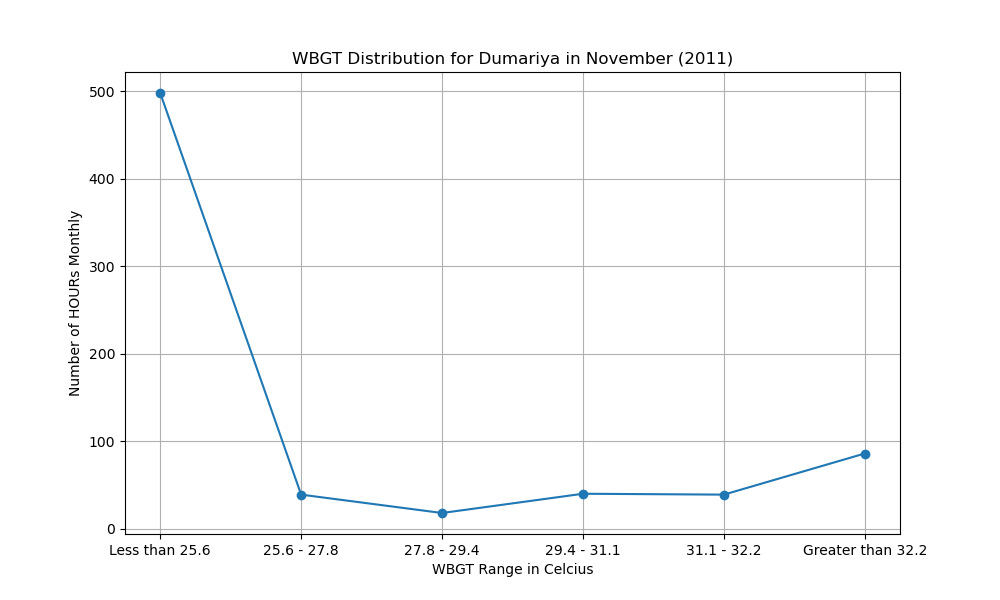 WBGT Distribution for Dumariya in November (2011)
Number of HOURs Monthly
500
400
300
200
100
0
Less than 25.6
25.6 - 27.8
27.8 - 29.4
29.4 - 31.1
31.1 - 32.2
Greater than 32.2
WBGT Range in Celcius